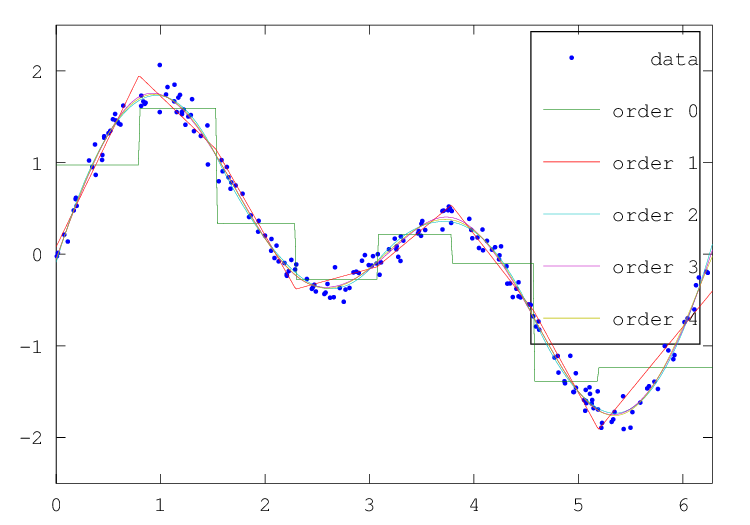 data
order 0
order 1
order 2
order 3
order 4
2
1
0
−1
−2
0 1 2 3 4 5 6